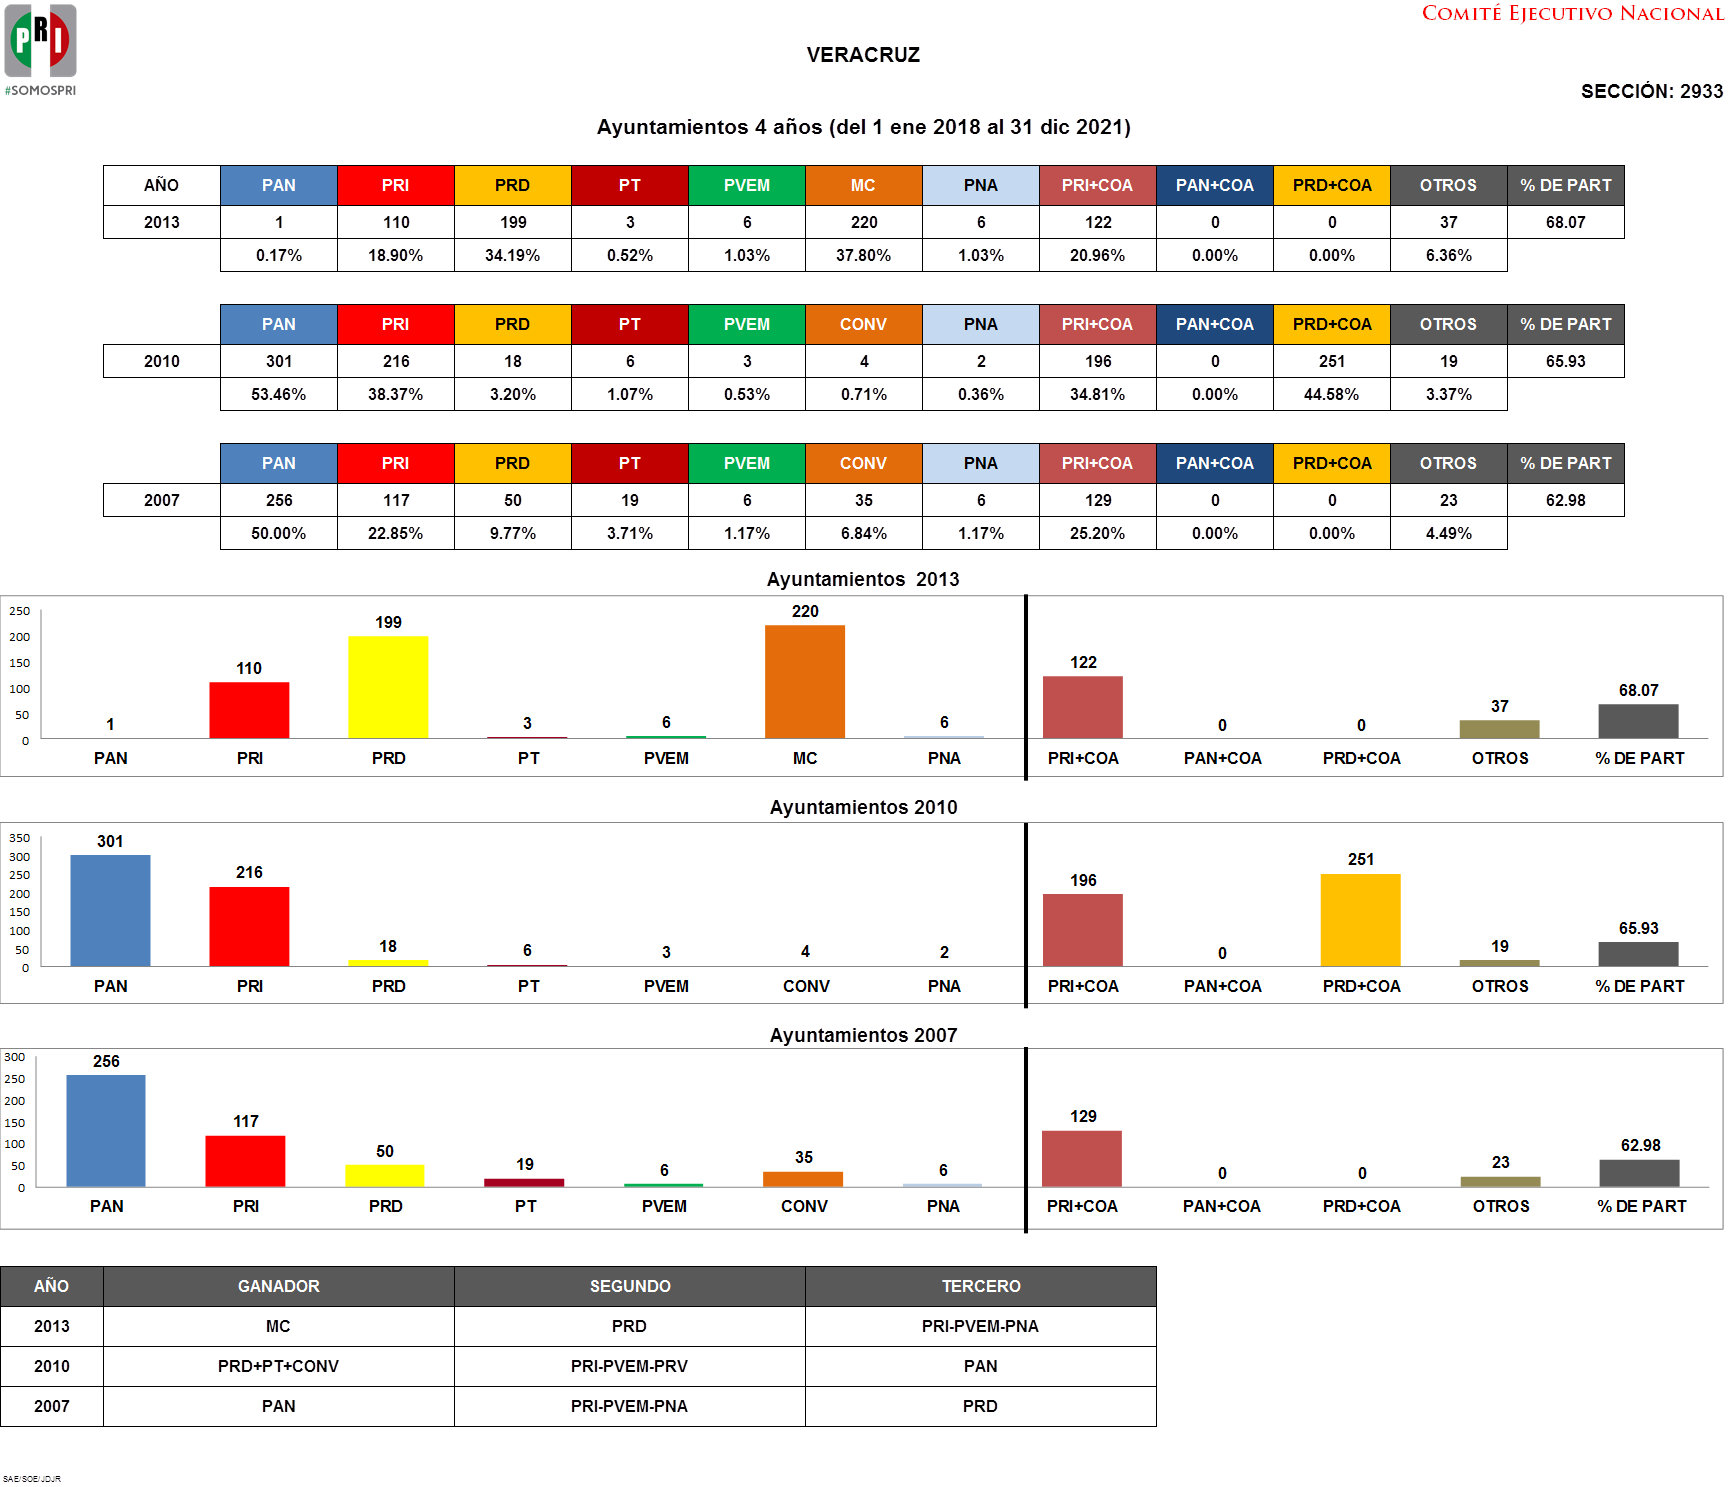 PRI
#SOMOSPRI
COMITÉ EJECUTIVO NACIONAL
VERACRUZ
SECCIÓN: 2933
Ayuntamientos 4 años (del 1 ene 2018 al 31 dic 2021)
AÑO PAN PRI PRD PT PVEM MC PNA PRI+COA PAN+COA PRD+COA OTROS % DE PART
2013 1 110 199 3 6 220 6 122 0 0 37 68.07
0.17% 18.90% 34.19% 0.52% 1.03% 37.80% 1.03% 20.96% 0.00% 0.00% 6.36%
PAN PRI PRD PT PVEM CONV PNA PRI+COA PAN+COA PRD+COA OTROS % DE PART
2010 301 216 18 6 3 4 2 196 0 251 19 65.93
53.46% 38.37% 3.20% 1.07% 0.53% 0.71% 0.36% 34.81% 0.00% 44.58% 3.37%
PAN PRI PRD PT PVEM CONV PNA PRI+COA PAN+COA PRD+COA OTROS % DE PART
2007 256 117 50 19 6 35 6 129 0 0 23 62.98
50.00% 22.85% 9.77% 3.71% 1.17% 6.84% 1.17% 25.20% 0.00% 0.00% 4.49%
Ayuntamientos 2013
250
200
150
100
50
0
1 110 199 3 6 220 6 122 0 0 37 68.07
PAN PRI PRD PT PVEM MC PNA PRI+COA PAN+COA PRD+COA OTROS % DE PART
Ayuntamientos 2010
350
300
250
200
150
100
50
0
301 216 18 6 3 4 2 196 0 251 19 65.93
PAN PRI PRD PT PVEM CONV PNA PRI+COA PAN+COA PRD+COA OTROS % DE PART
Ayuntamientos 2007
300
250
200
150
100
50
0
256 117 50 19 6 35 6 129 0 0 23 62.98
PAN PRI PRD PT PVEM CONV PNA PRI+COA PAN+COA PRD+COA OTROS % DE PART
AÑO GANADOR SEGUNDO TERCERO
2013 MC PRD PRI-PVEM-PNA
2010 PRD+PT+CONV PRI-PVEM-PRV PAN
2007 PAN PRI-PVEM-PNA PRD
SAE/SOE/JDJR